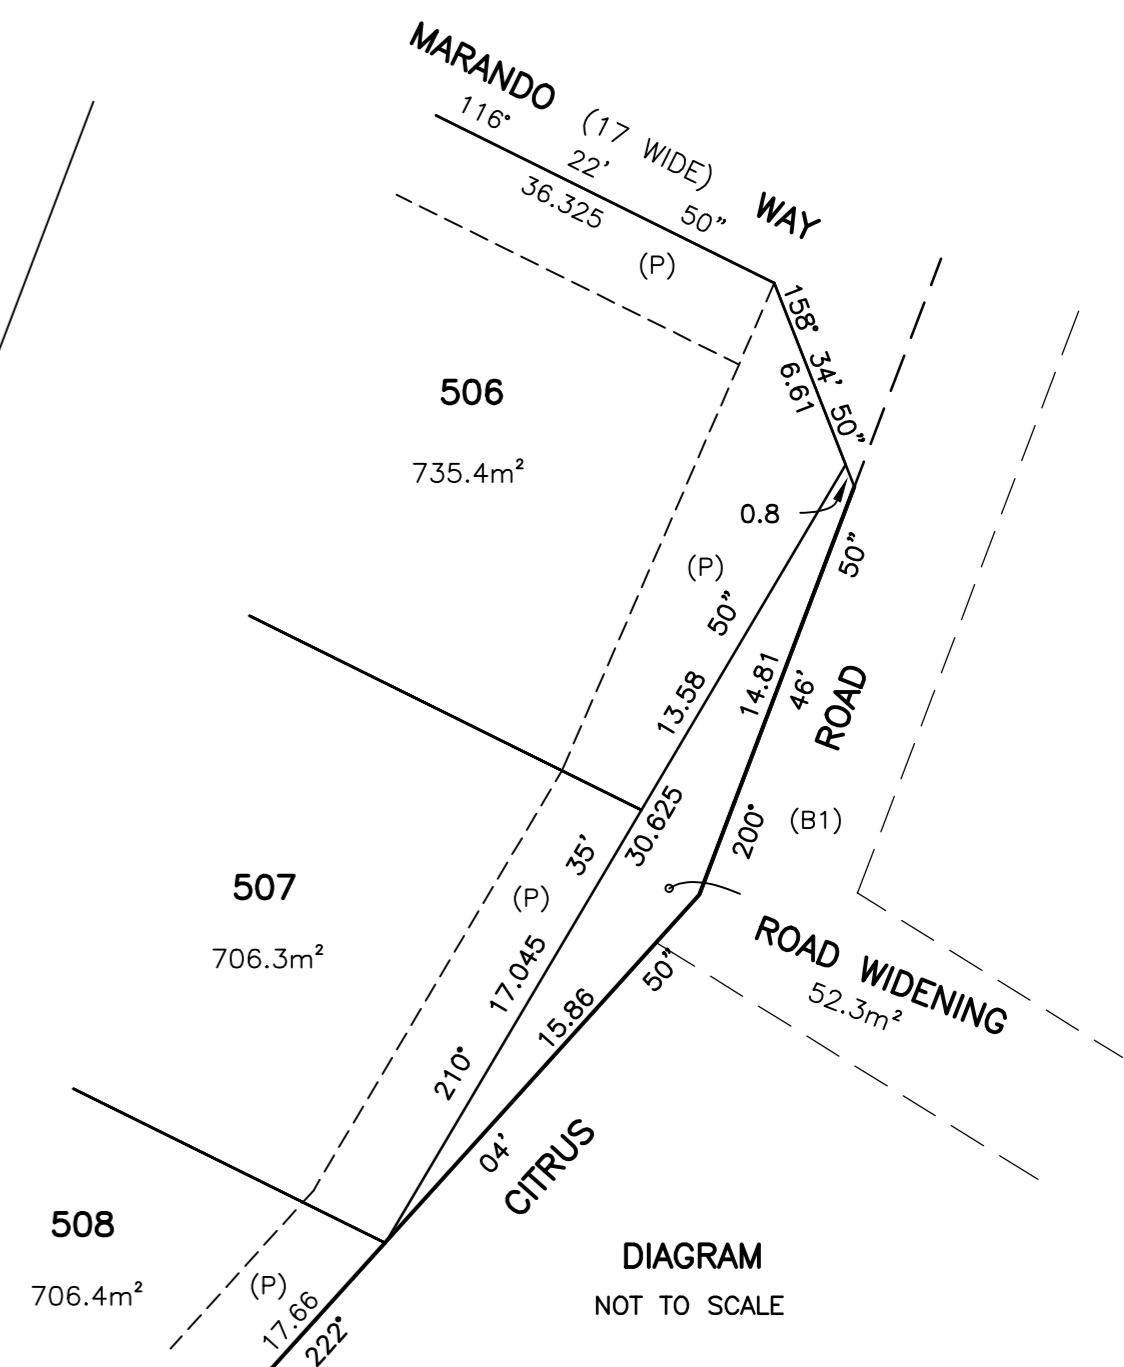 MARANDO (17 WIDE) WAY
116° 22' 50"
36.325
(P)
158° 34' 50"
6.61
506
735.4m²
0.8
(P)
50"
50"
13.58
14.81
46'
ROAD
30.625
200°
(B1)
35'
507
(P)
706.3m²
17.045
50"
ROAD WIDENING
52.3m²
15.86
210°
04'
CITRUS
508
706.4m²
(P)
17.66
222°
DIAGRAM
NOT TO SCALE